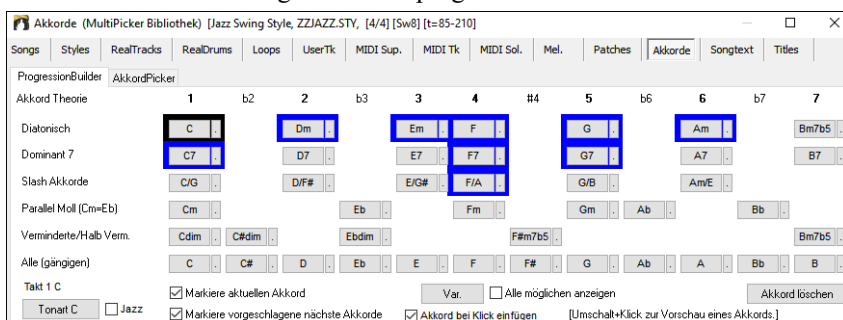 Akkorde (MultiPicker Bibliothek) [Jazz Swing Style, ZZJAZZ.STY, [4/4] [Sw8] [t=85-210]
Songs Styles RealTracks RealDrums Loops UserTk MIDI Sup. MIDI Tk MIDI Sol. Mel. Patches Akkorde Songtext Titles
ProgressionBuilder AkkordPicker
Akkord Theorie 1 b2 2 b3 3 4 #4 5 b6 6 b7 7
Diatonisch C . Dm . Em . F . G . Am . Bm7b5 .
Dominant 7 C7 . D7 . E7 . F7 . G7 . A7 . B7 .
Slash Akkorde C/G . D/F# . E/G# . F/A . G/B . Am/E .
Parallel Moll (Cm=Eb) Cm . Eb . Fm . Gm . Ab . Bb .
Verminderte/Halb Verm. Cdim . C#dim . Ebdim . F#m7b5 . Bm7b5 .
Alle (gängigen) C . C# . D . Eb . E . F . F# . G . Ab . A . Bb . B .
Takt 1 C Markiere aktuellen Akkord Var. Alle möglichen anzeigen Akkord löschen
Tonart C Jazz Markiere vorgeschlagene nächste Akkorde Akkord bei Klick einfügen [Umschalt+Klick zur Vorschau eines Akkords.]